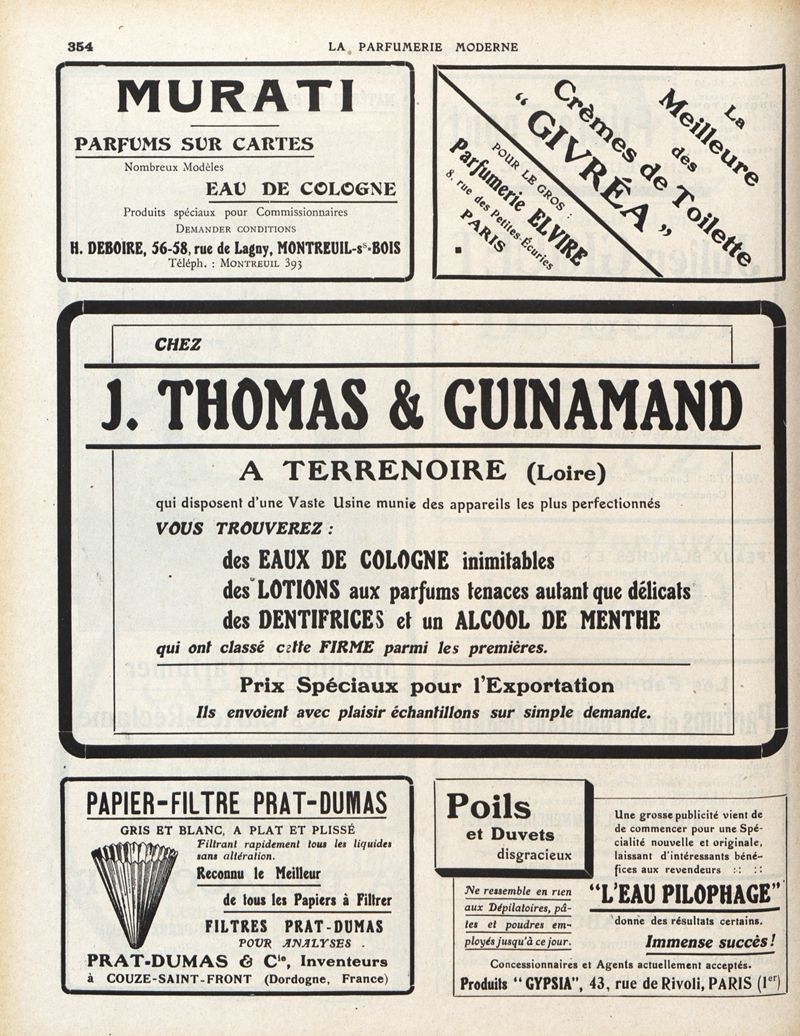 354
LA PARFUMERIE MODERNE
MURATI
PARFUMS SUR CARTES
Nombreux Modèles
EAU DE COLOGNE
Produits spéciaux pour Commissionnaires
DEMANDER CONDITIONS
H. DEBOIRE, 56-58, rue de Lagny, MONTREUIL-s/s-BOIS
Téléph. : MONTREUIL 393
La
Meilleure
des
Crèmes de Toilette
“ GIVRÉA ”
POUR LE GROS :
Parfumerie ELVIRE
8, rue des Petites-Écuries
PARIS
CHEZ
J. THOMAS & GUINAMAND
A TERRENOIRE (Loire)
qui disposent d'une Vaste Usine munie des appareils les plus perfectionnés
VOUS TROUVEREZ :
des EAUX DE COLOGNE inimitables
des LOTIONS aux parfums tenaces autant que délicats
des DENTIFRICES et un ALCOOL DE MENTHE
qui ont classé cette FIRME parmi les premières.
Prix Spéciaux pour l'Exportation
Ils envoient avec plaisir échantillons sur simple demande.
PAPIER-FILTRE PRAT-DUMAS
GRIS ET BLANC, A PLAT ET PLISSÉ
Filtrant rapidement tous les liquides
sans altération.
Reconnu le Meilleur
de tous les Papiers à Filtrer
FILTRES PRAT-DUMAS
POUR ANALYSES .
PRAT-DUMAS & Cie, Inventeurs
à COUZE-SAINT-FRONT (Dordogne, France)
Poils
et Duvets
disgracieux
Une grosse publicité vient de
de commencer pour une Spé-
cialité nouvelle et originale,
laissant d'intéressants béné-
fices aux revendeurs :: ::
Ne ressemble en rien
aux Dépilatoires, pâ-
tes et poudres em-
ployés jusqu'à ce jour.
“L'EAU PILOPHAGE”
donne des résultats certains.
Immense succès !
Concessionnaires et Agents actuellement acceptés.
Produits “ GYPSIA”, 43, rue de Rivoli, PARIS (1er)